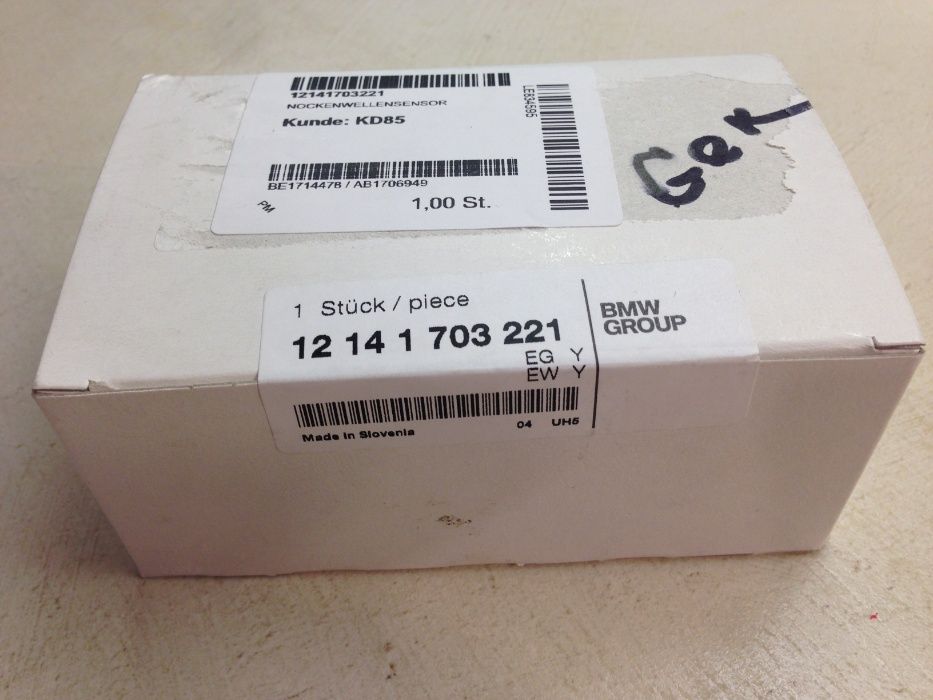 12141703221
NOCKENWELLENSENSOR
Kunde: KD85
LE834595
BE1714478 / AB1706949
PM
1,00 St.
1 Stück / piece
12 14 1 703 221
EG Y
EW Y
BMW
GROUP
Made in Slovenia
04 UH5